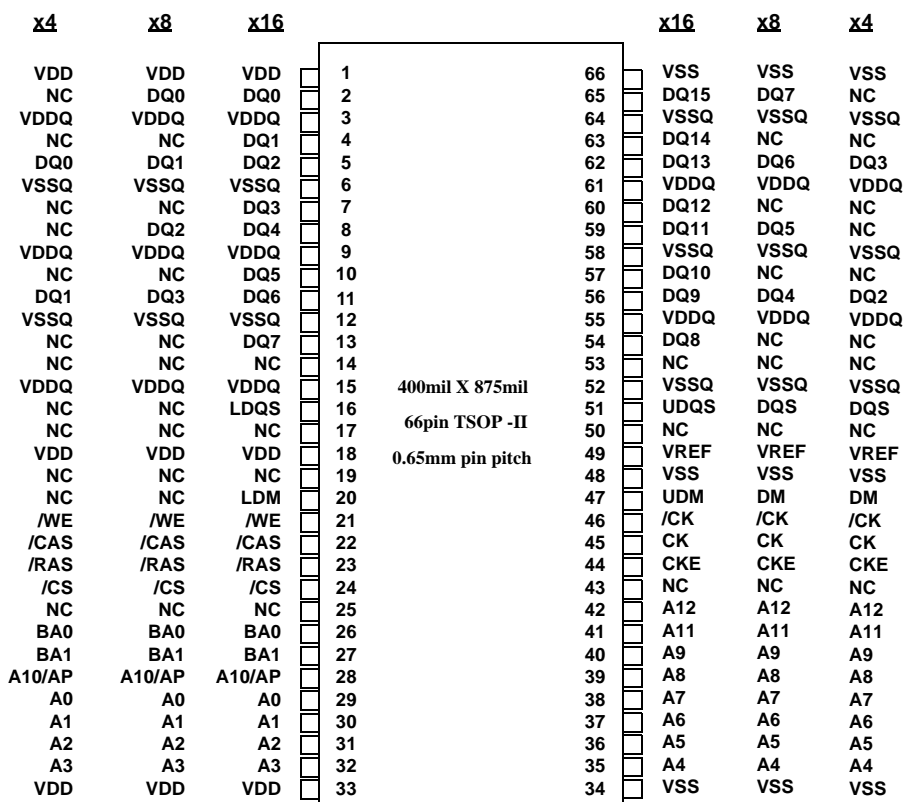 x4 x8 x16 x16 x8 x4
VDD VDD VDD 1 66 VSS VSS VSS
NC DQ0 DQ0 2 65 DQ15 DQ7 NC
VDDQ VDDQ VDDQ 3 64 VSSQ VSSQ VSSQ
NC NC DQ1 4 63 DQ14 NC NC
DQ0 DQ1 DQ2 5 62 DQ13 DQ6 DQ3
VSSQ VSSQ VSSQ 6 61 VDDQ VDDQ VDDQ
NC NC DQ3 7 60 DQ12 NC NC
NC DQ2 DQ4 8 59 DQ11 DQ5 NC
VDDQ VDDQ VDDQ 9 58 VSSQ VSSQ VSSQ
NC NC DQ5 10 57 DQ10 NC NC
DQ1 DQ3 DQ6 11 56 DQ9 DQ4 DQ2
VSSQ VSSQ VSSQ 12 55 VDDQ VDDQ VDDQ
NC NC DQ7 13 54 DQ8 NC NC
NC NC NC 14 53 NC NC NC
VDDQ VDDQ VDDQ 15 400mil X 875mil 52 VSSQ VSSQ VSSQ
NC NC LDQS 16 51 UDQS DQS DQS
NC NC NC 17 66pin TSOP -II 50 NC NC NC
VDD VDD VDD 18 0.65mm pin pitch 49 VREF VREF VREF
NC NC NC 19 48 VSS VSS VSS
NC NC LDM 20 47 UDM DM DM
/WE /WE /WE 21 46 /CK /CK /CK
/CAS /CAS /CAS 22 45 CK CK CK
/RAS /RAS /RAS 23 44 CKE CKE CKE
/CS /CS /CS 24 43 NC NC NC
NC NC NC 25 42 A12 A12 A12
BA0 BA0 BA0 26 41 A11 A11 A11
BA1 BA1 BA1 27 40 A9 A9 A9
A10/AP A10/AP A10/AP 28 39 A8 A8 A8
A0 A0 A0 29 38 A7 A7 A7
A1 A1 A1 30 37 A6 A6 A6
A2 A2 A2 31 36 A5 A5 A5
A3 A3 A3 32 35 A4 A4 A4
VDD VDD VDD 33 34 VSS VSS VSS